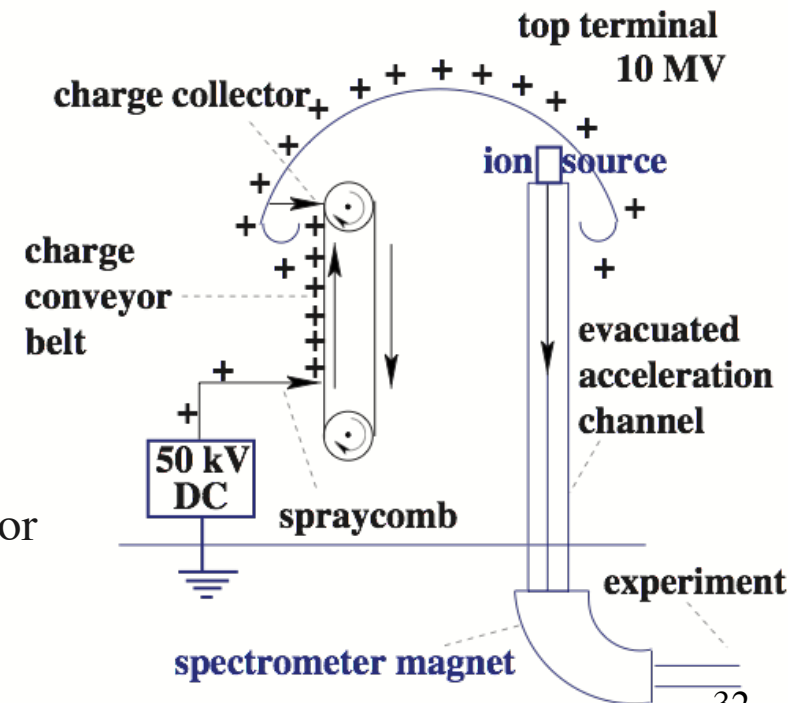 top terminal
10 MV
charge collector
ion source
charge
conveyor
belt
evacuated
acceleration
channel
50 kV
DC
spraycomb
or
experiment
spectrometer magnet
32